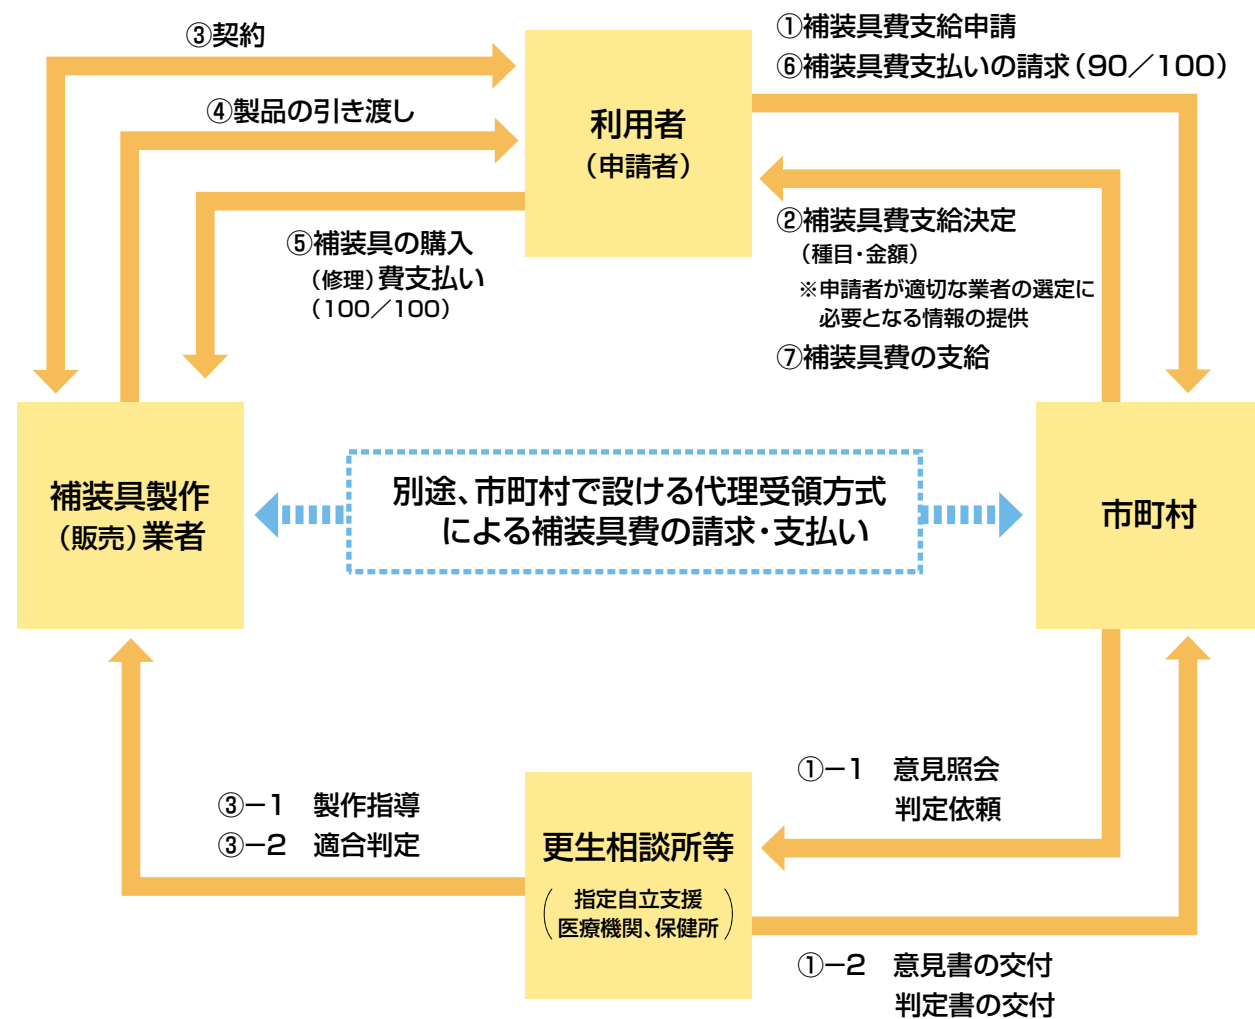 ③契約
①補装具費支給申請
⑥補装具費支払いの請求（90／100）
④製品の引き渡し
利用者
（申請者）
⑤補装具の購入
（修理）費支払い
（100／100）
②補装具費支給決定
（種目・金額）
※申請者が適切な業者の選定に
必要となる情報の提供
⑦補装具費の支給
補装具製作
（販売）業者
別途、市町村で設ける代理受領方式
による補装具費の請求・支払い
市町村
③－1　製作指導
③－2　適合判定
更生相談所等
（指定自立支援
医療機関、保健所）
①－1　意見照会
判定依頼
①－2　意見書の交付
判定書の交付